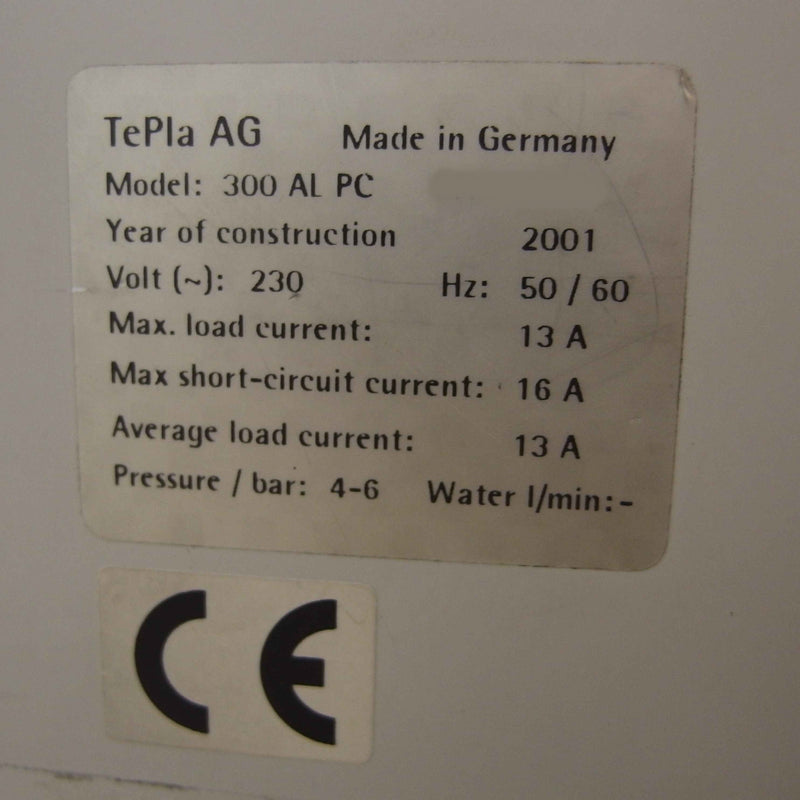 TePla AG Made in Germany
Model: 300 AL PC
Year of construction 2001
Volt (~): 230 Hz: 50 / 60
Max. load current: 13 A
Max short-circuit current: 16 A
Average load current: 13 A
Pressure / bar: 4-6 Water l/min:-
CE